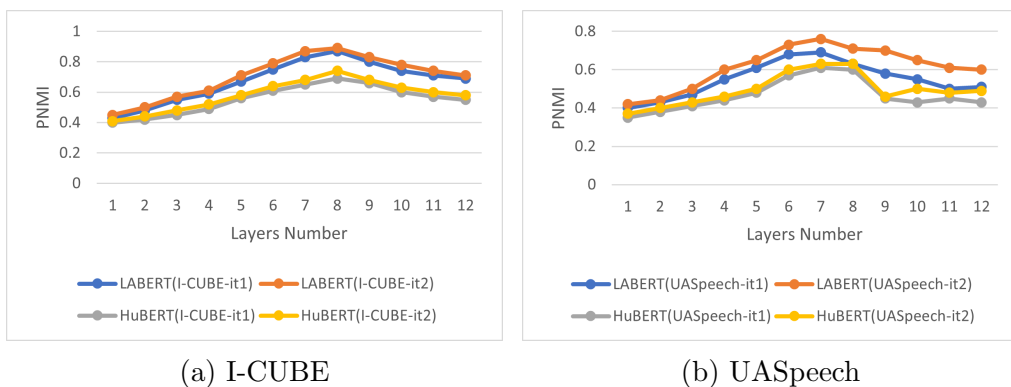 1
0.8
0.6
0.4
0.2
0
PNMI
1 2 3 4 5 6 7 8 9 10 11 12
Layers Number
LABERT(I-CUBE-it1) LABERT(I-CUBE-it2)
HuBERT(I-CUBE-it1) HuBERT(I-CUBE-it2)
(a) I-CUBE
0.8
0.6
0.4
0.2
0
PNMI
1 2 3 4 5 6 7 8 9 10 11 12
Layers Number
LABERT(UASpeech-it1) LABERT(UASpeech-it2)
HuBERT(UASpeech-it1) HuBERT(UASpeech-it2)
(b) UASpeech